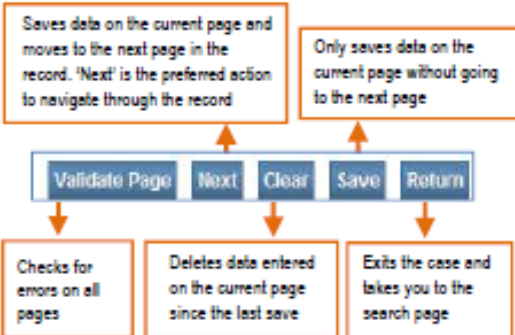 Saves data on the current page and
moves to the next page in the
record. 'Next' is the preferred action
to navigate through the record
Only saves data on the
current page without going
to the next page
Validate Page Next Clear Save Return
Checks for
errors on all
pages
Deletes data entered
on the current page
since the last save
Exits the case and
takes you to the
search page